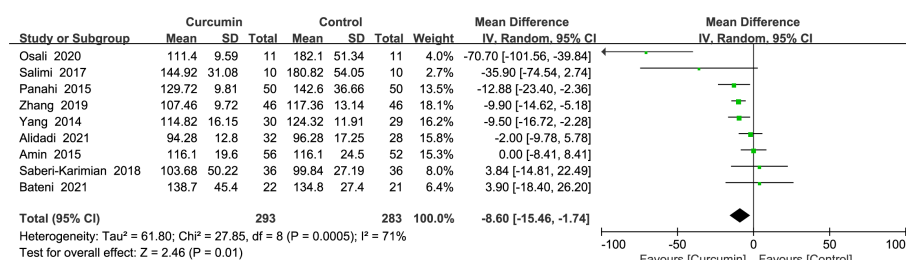 Curcumin Control Mean Difference Mean Difference
Study or Subgroup Mean SD Total Mean SD Total Weight IV, Random, 95% CI IV, Random, 95% CI
Osali 2020 111.4 9.59 11 182.1 51.34 11 4.0% -70.70 [-101.56, -39.84]
Salimi 2017 144.92 31.08 10 180.82 54.05 10 2.8% -35.90 [-74.54, 2.74]
Panahi 2015 129.72 9.81 50 142.6 36.66 50 13.5% -12.88 [-23.40, -2.36]
Zhang 2019 107.46 9.72 46 117.36 13.14 46 18.1% -9.90 [-14.62, -5.18]
Yang 2014 114.82 16.15 30 124.32 11.91 29 16.4% -9.50 [-16.72, -2.28]
Alidadi 2021 94.28 12.8 32 96.28 17.25 28 15.9% -2.00 [-9.78, 5.78]
Amin 2015 116.1 19.6 56 116.1 24.5 52 15.3% 0.00 [-8.41, 8.41]
Saberi-Karimian 2018 103.68 50.22 36 99.84 27.19 36 8.0% 3.84 [-14.81, 22.49]
Bateni 2021 138.7 45.4 22 134.8 27.4 21 6.4% 3.90 [-18.40, 26.20]
Total (95% CI) 293 283 100.0% -8.60 [-15.46, -1.74]
Heterogeneity: Tau² = 61.80; Chi² = 27.85, df = 8 (P = 0.0005); I² = 71%
Test for overall effect: Z = 2.46 (P = 0.01)
-100 -50 0 50 100
Favours [Curcumin] Favours [Control]